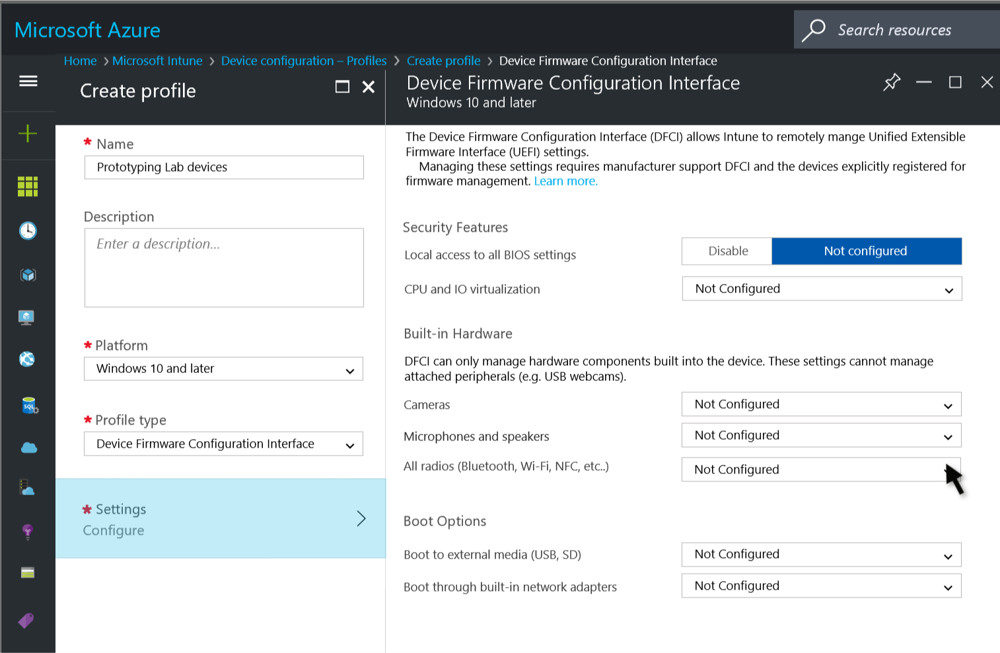 Microsoft Azure
Search resources
Home > Microsoft Intune > Device configuration – Profiles > Create profile > Device Firmware Configuration Interface
Create profile
* Name
Prototyping Lab devices
Description
Enter a description...
* Platform
Windows 10 and later
* Profile type
Device Firmware Configuration Interface
* Settings
Configure
SQL
Device Firmware Configuration Interface
Windows 10 and later
The Device Firmware Configuration Interface (DFCI) allows Intune to remotely mange Unified Extensible
Firmware Interface (UEFI) settings.
Managing these settings requires manufacturer support DFCI and the devices explicitly registered for
firmware management. Learn more.
Security Features
Local access to all BIOS settings
Disable
Not configured
CPU and IO virtualization
Not Configured
Built-in Hardware
DFCI can only manage hardware components built into the device. These settings cannot manage
attached peripherals (e.g. USB webcams).
Cameras
Not Configured
Microphones and speakers
Not Configured
All radios (Bluetooth, Wi-Fi, NFC, etc..)
Not Configured
Boot Options
Boot to external media (USB, SD)
Not Configured
Boot through built-in network adapters
Not Configured